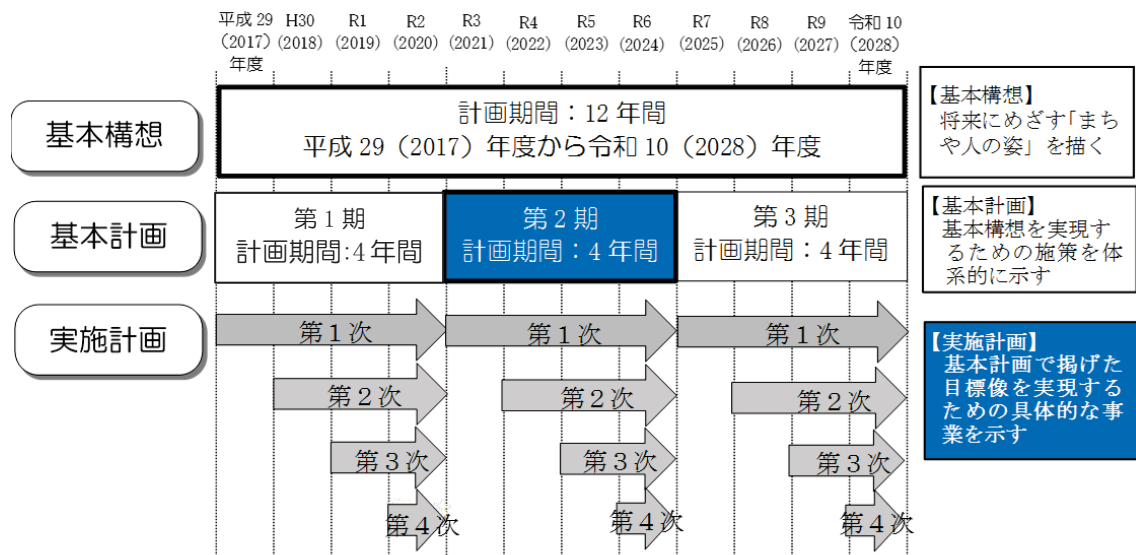 平成 29 H30 R1 R2 R3 R4 R5 R6 R7 R8 R9 令和 10
(2017) (2018) (2019) (2020) (2021) (2022) (2023) (2024) (2025) (2026) (2027) (2028)
年度 年度
基本構想
計画期間：12 年間
平成 29（2017）年度から令和 10（2028）年度
【基本構想】
将来にめざす「まち
や人の姿」を描く
基本計画
第１期
計画期間:４年間
第２期
計画期間：４年間
第３期
計画期間：４年間
【基本計画】
基本構想を実現す
るための施策を体
系的に示す
実施計画
第１次 第１次 第１次
第２次 第２次 第２次
第３次 第３次 第３次
第４次 第４次 第４次
【実施計画】
基本計画で掲げた
目標像を実現する
ための具体的な事
業を示す